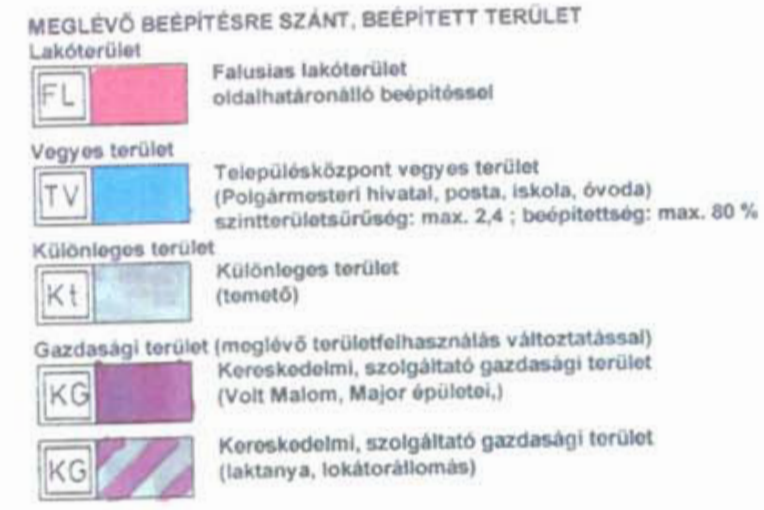 MEGLÉVŐ BEÉPÍTÉSRE SZÁNT, BEÉPÍTETT TERÜLET
Lakóterület
FL
Falusias lakóterület
oldalhatáronálló beépítéssel
Vegyes terület
TV
Településközpont vegyes terület
(Polgármesteri hivatal, posta, iskola, óvoda)
szintterületsűrűség: max. 2,4 ; beépítettség: max. 80 %
Különleges terület
Kt
Különleges terület
(temető)
Gazdasági terület (meglévő területfelhasználás változtatással)
KG
Kereskedelmi, szolgáltató gazdasági terület
(Volt Malom, Major épületei,)
KG
Kereskedelmi, szolgáltató gazdasági terület
(laktanya, lokátorállomás)